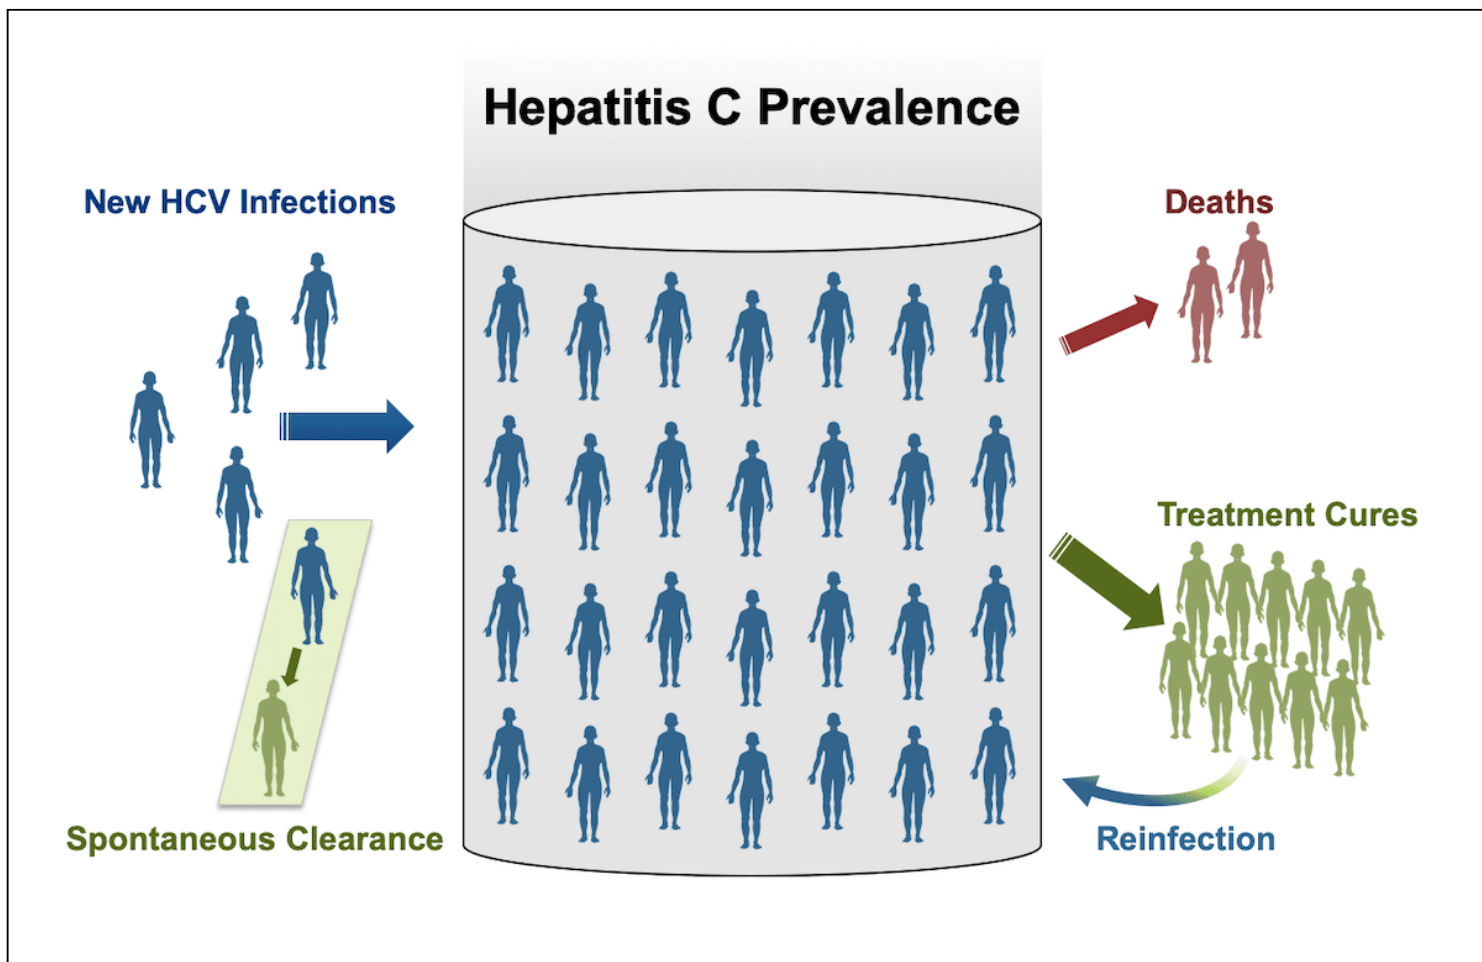 Hepatitis C Prevalence
New HCV Infections
Deaths
Treatment Cures
Spontaneous Clearance
Reinfection